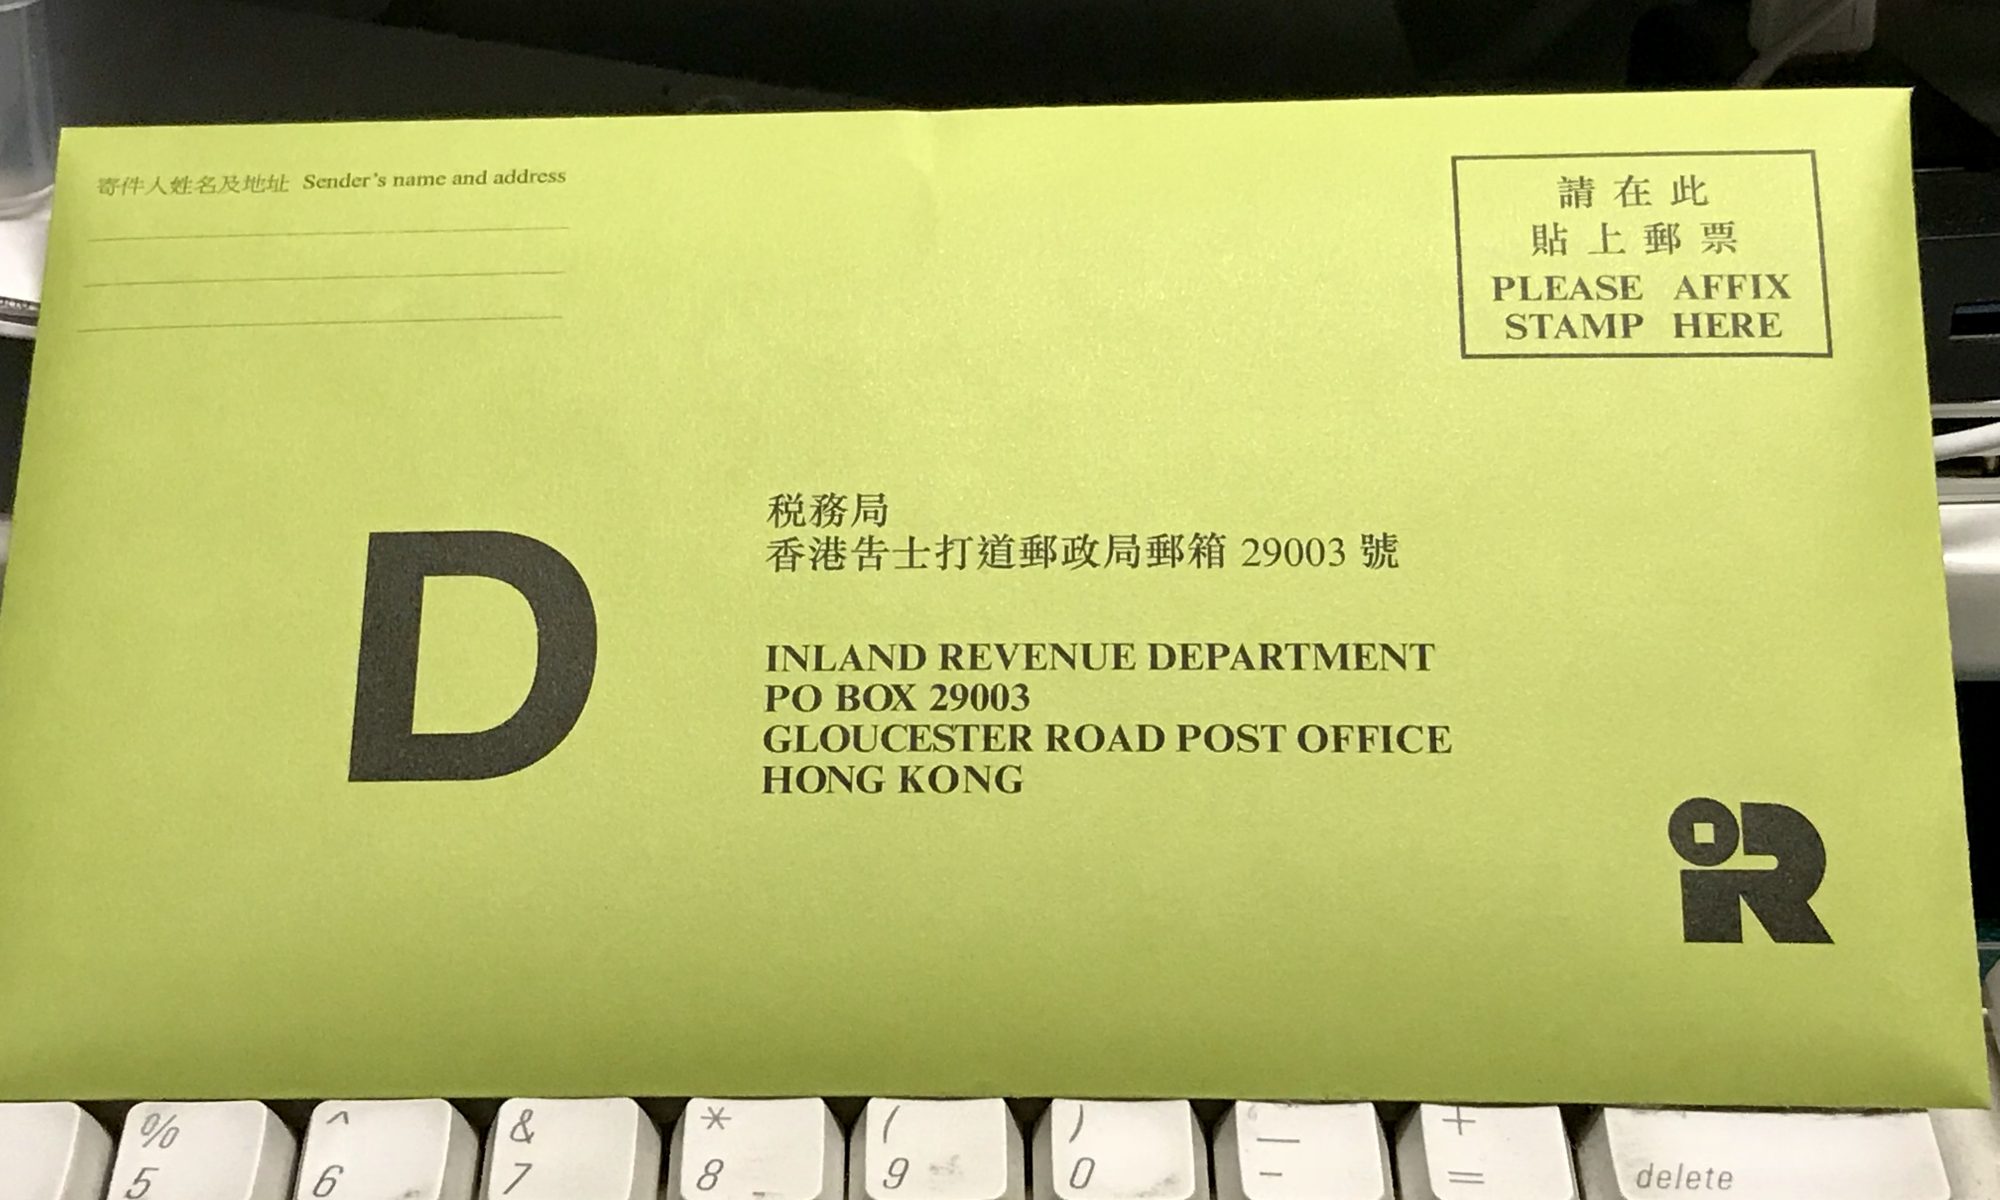 寄件人姓名及地址 Sender's name and address
請在此
貼上郵票
PLEASE AFFIX
STAMP HERE
D
税務局
香港告士打道郵政局郵箱 29003 號
INLAND REVENUE DEPARTMENT
PO BOX 29003
GLOUCESTER ROAD POST OFFICE
HONG KONG
IR
% ^ & * ( ) — +
5 6 7 8 9 0 - = delete